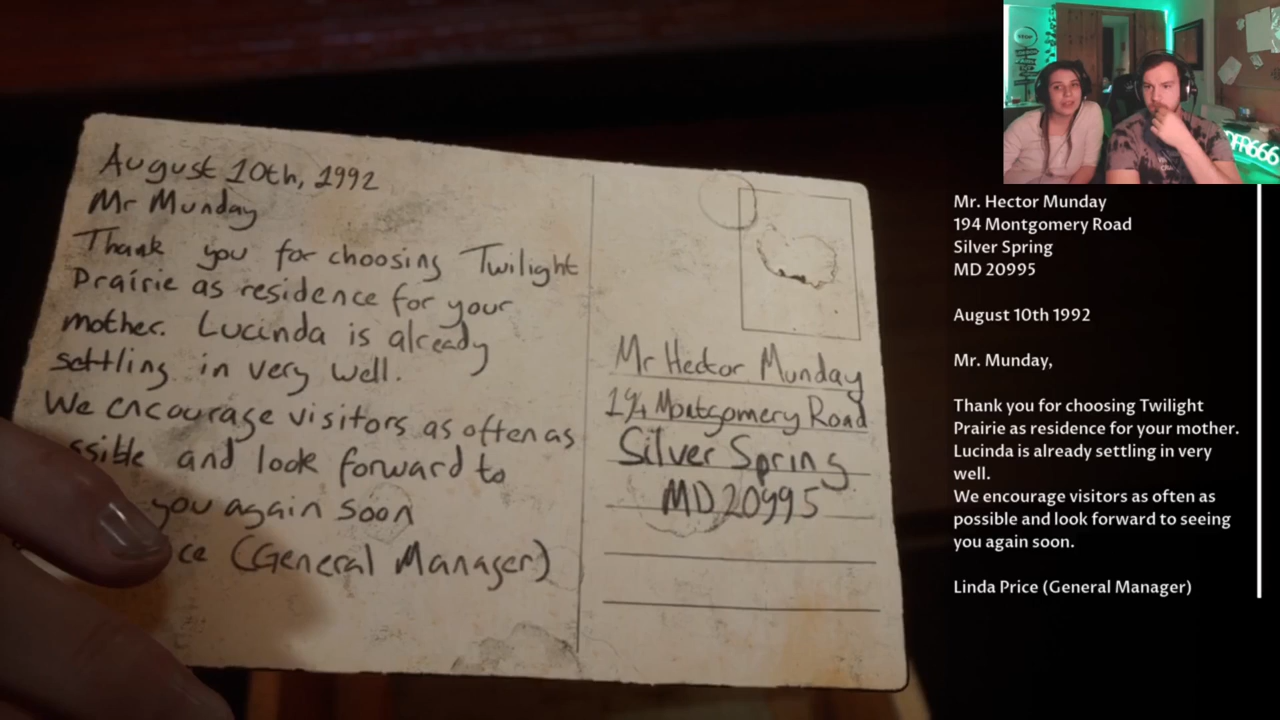 August 10th, 1992
Mr Munday
Thank you for choosing Twilight
Prairie as residence for your
mother. Lucinda is already
settling in very well.
We encourage visitors as often as
ssible and look forward to
you again soon
ce (General Manager)
Mr Hector Munday
194 Montgomery Road
Silver Spring
MD 20995
Mr. Hector Munday
194 Montgomery Road
Silver Spring
MD 20995
August 10th 1992
Mr. Munday,
Thank you for choosing Twilight
Prairie as residence for your mother.
Lucinda is already settling in very
well.
We encourage visitors as often as
possible and look forward to seeing
you again soon.
Linda Price (General Manager)